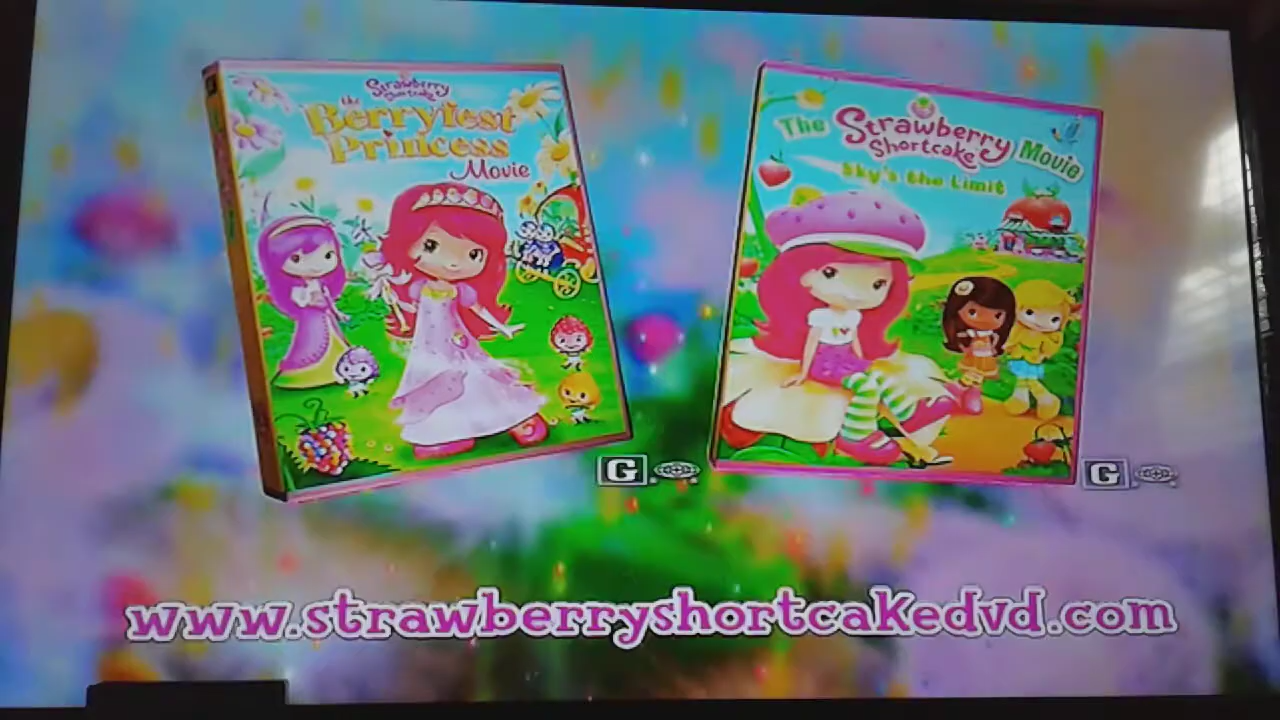 Strawberry
Shortcake
the
Berryfest
Princess
Movie
The Strawberry Shortcake Movie
Sky's the Limit
G
G
www.strawberryshortcakedvd.com